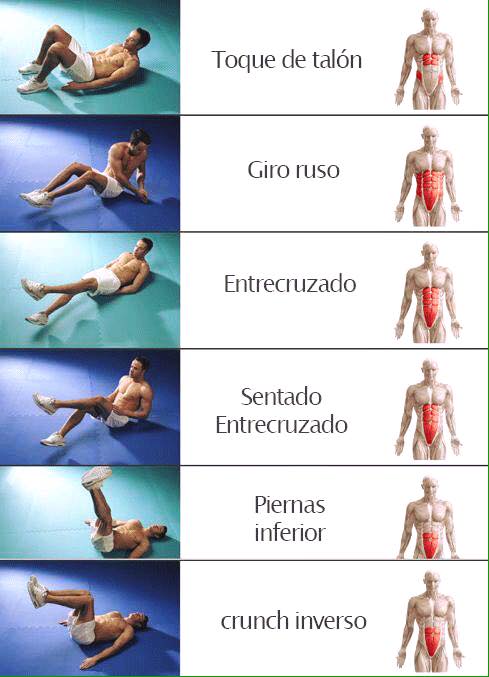 Toque de talón
Giro ruso
Entrecruzado
Sentado
Entrecruzado
Piernas
inferior
crunch inverso